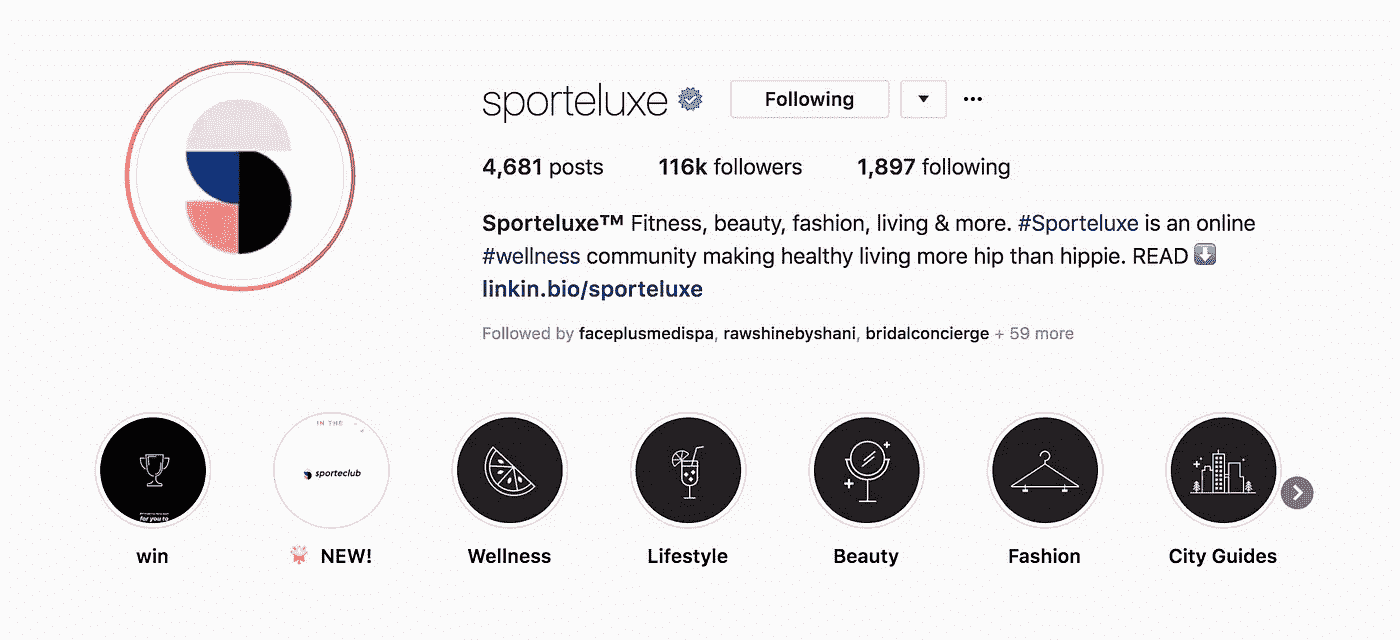 sporteluxe Following
4,681 posts 116k followers 1,897 following
Sporteluxe™ Fitness, beauty, fashion, living & more. #Sporteluxe is an online
#wellness community making healthy living more hip than hippie. READ ⬇️
linkin.bio/sporteluxe
Followed by faceplusmedispa, rawshinebyshani, bridalconcierge + 59 more
IN THE
sporteclub
for you to
win NEW! Wellness Lifestyle Beauty Fashion City Guides